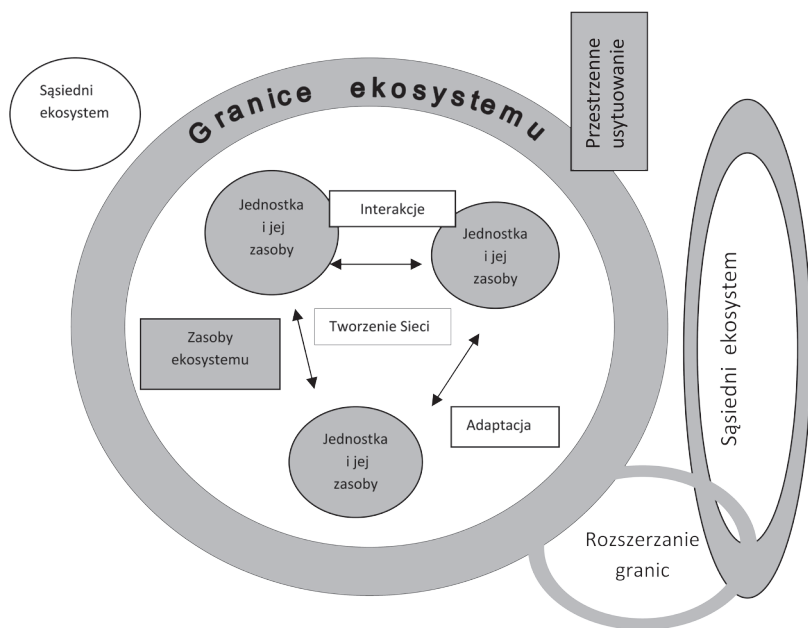 Sąsiedni
ekosystem
Granice ekosystemu
Przestrzenne
usytuowanie
Jednostka
i jej
zasoby
Interakcje
Jednostka
i jej
zasoby
Zasoby
ekosystemu
Tworzenie Sieci
Adaptacja
Jednostka
i jej
zasoby
Sąsiedni ekosystem
Rozszerzanie
granic